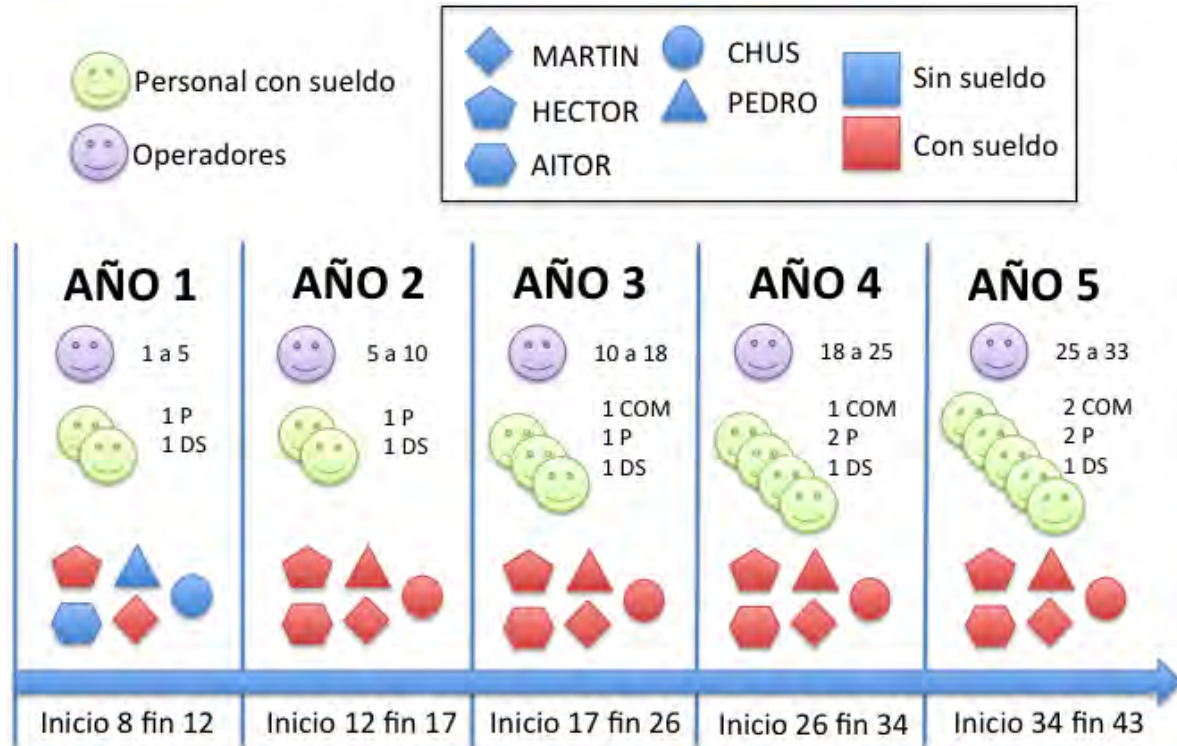 Personal con sueldo
Operadores
MARTIN
HECTOR
AITOR
CHUS
PEDRO
Sin sueldo
Con sueldo
AÑO 1
1 a 5
1 P
1 DS
Inicio 8 fin 12
AÑO 2
5 a 10
1 P
1 DS
Inicio 12 fin 17
AÑO 3
10 a 18
1 COM
1 P
1 DS
Inicio 17 fin 26
AÑO 4
18 a 25
1 COM
2 P
1 DS
Inicio 26 fin 34
AÑO 5
25 a 33
2 COM
2 P
1 DS
Inicio 34 fin 43